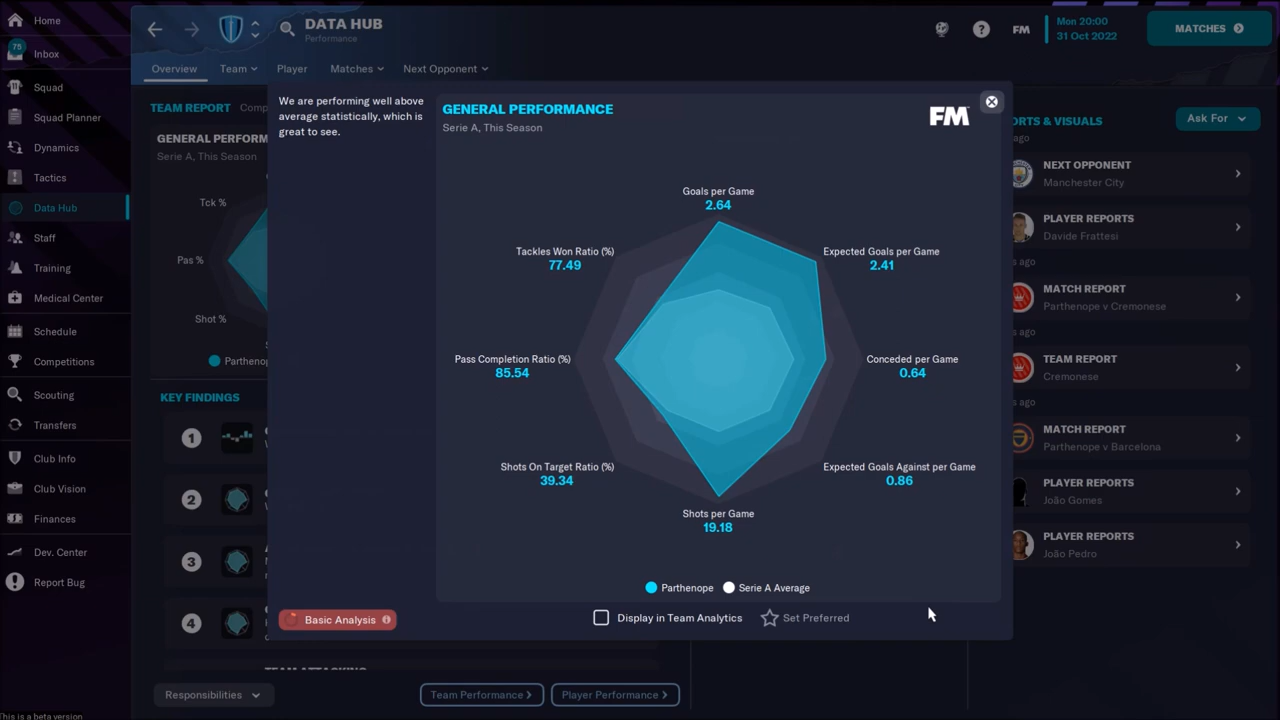 Home
75
Inbox
Squad
Squad Planner
Dynamics
Tactics
Data Hub
Staff
Training
Medical Center
Schedule
Competitions
Scouting
Transfers
Club Info
Club Vision
Finances
Dev. Center
Report Bug
This is a beta version
DATA HUB
Performance
FM
Mon 20:00
31 Oct 2022
MATCHES
Overview
Team
Player
Matches
Next Opponent
TEAM REPORT
GENERAL PERFORM
Serie A, This Season
Tck %
Pas %
Shot %
Parthenop
KEY FINDINGS
1
2
3
4
TEAM ATTACKING
Responsibilities
Team Performance
Player Performance
We are performing well above
average statistically, which is
great to see.
GENERAL PERFORMANCE
Serie A, This Season
FM
Goals per Game
2.64
Tackles Won Ratio (%)
77.49
Expected Goals per Game
2.41
Pass Completion Ratio (%)
85.54
Conceded per Game
0.64
Shots On Target Ratio (%)
39.34
Expected Goals Against per Game
0.86
Shots per Game
19.18
Parthenope
Serie A Average
Basic Analysis
Display in Team Analytics
Set Preferred
ORTS & VISUALS
Ask For
ago
NEXT OPPONENT
Manchester City
PLAYER REPORTS
Davide Frattesi
s ago
MATCH REPORT
Parthenope v Cremonese
s ago
TEAM REPORT
Cremonese
s ago
MATCH REPORT
Parthenope v Barcelona
PLAYER REPORTS
João Gomes
PLAYER REPORTS
João Pedro